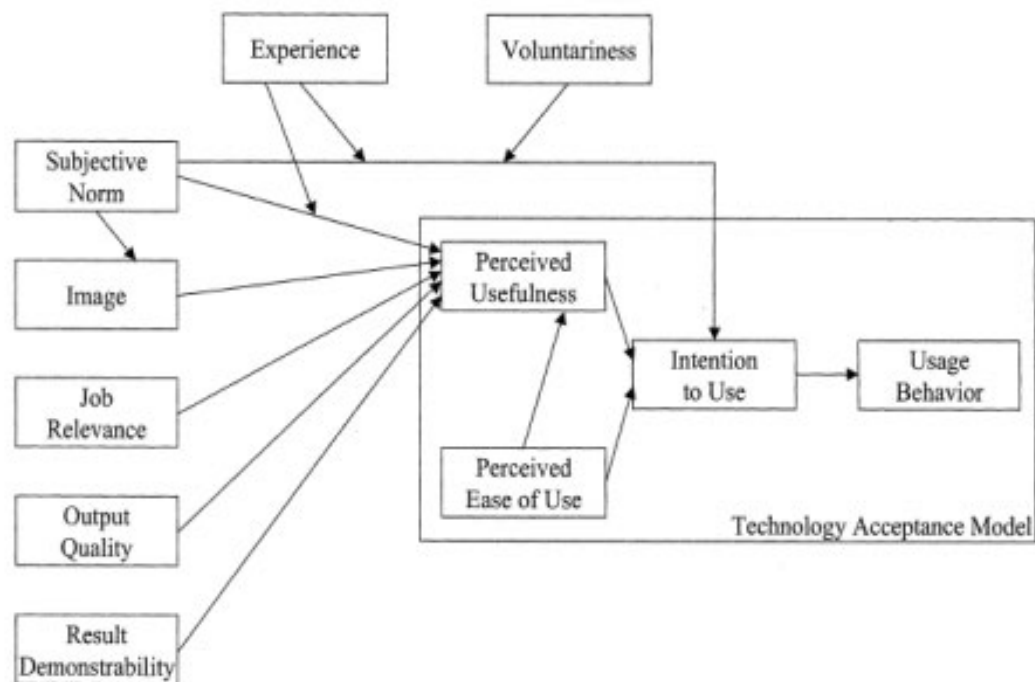 Experience
Voluntariness
Subjective
Norm
Image
Job
Relevance
Output
Quality
Result
Demonstrability
Perceived
Usefulness
Perceived
Ease of Use
Intention
to Use
Usage
Behavior
Technology Acceptance Model